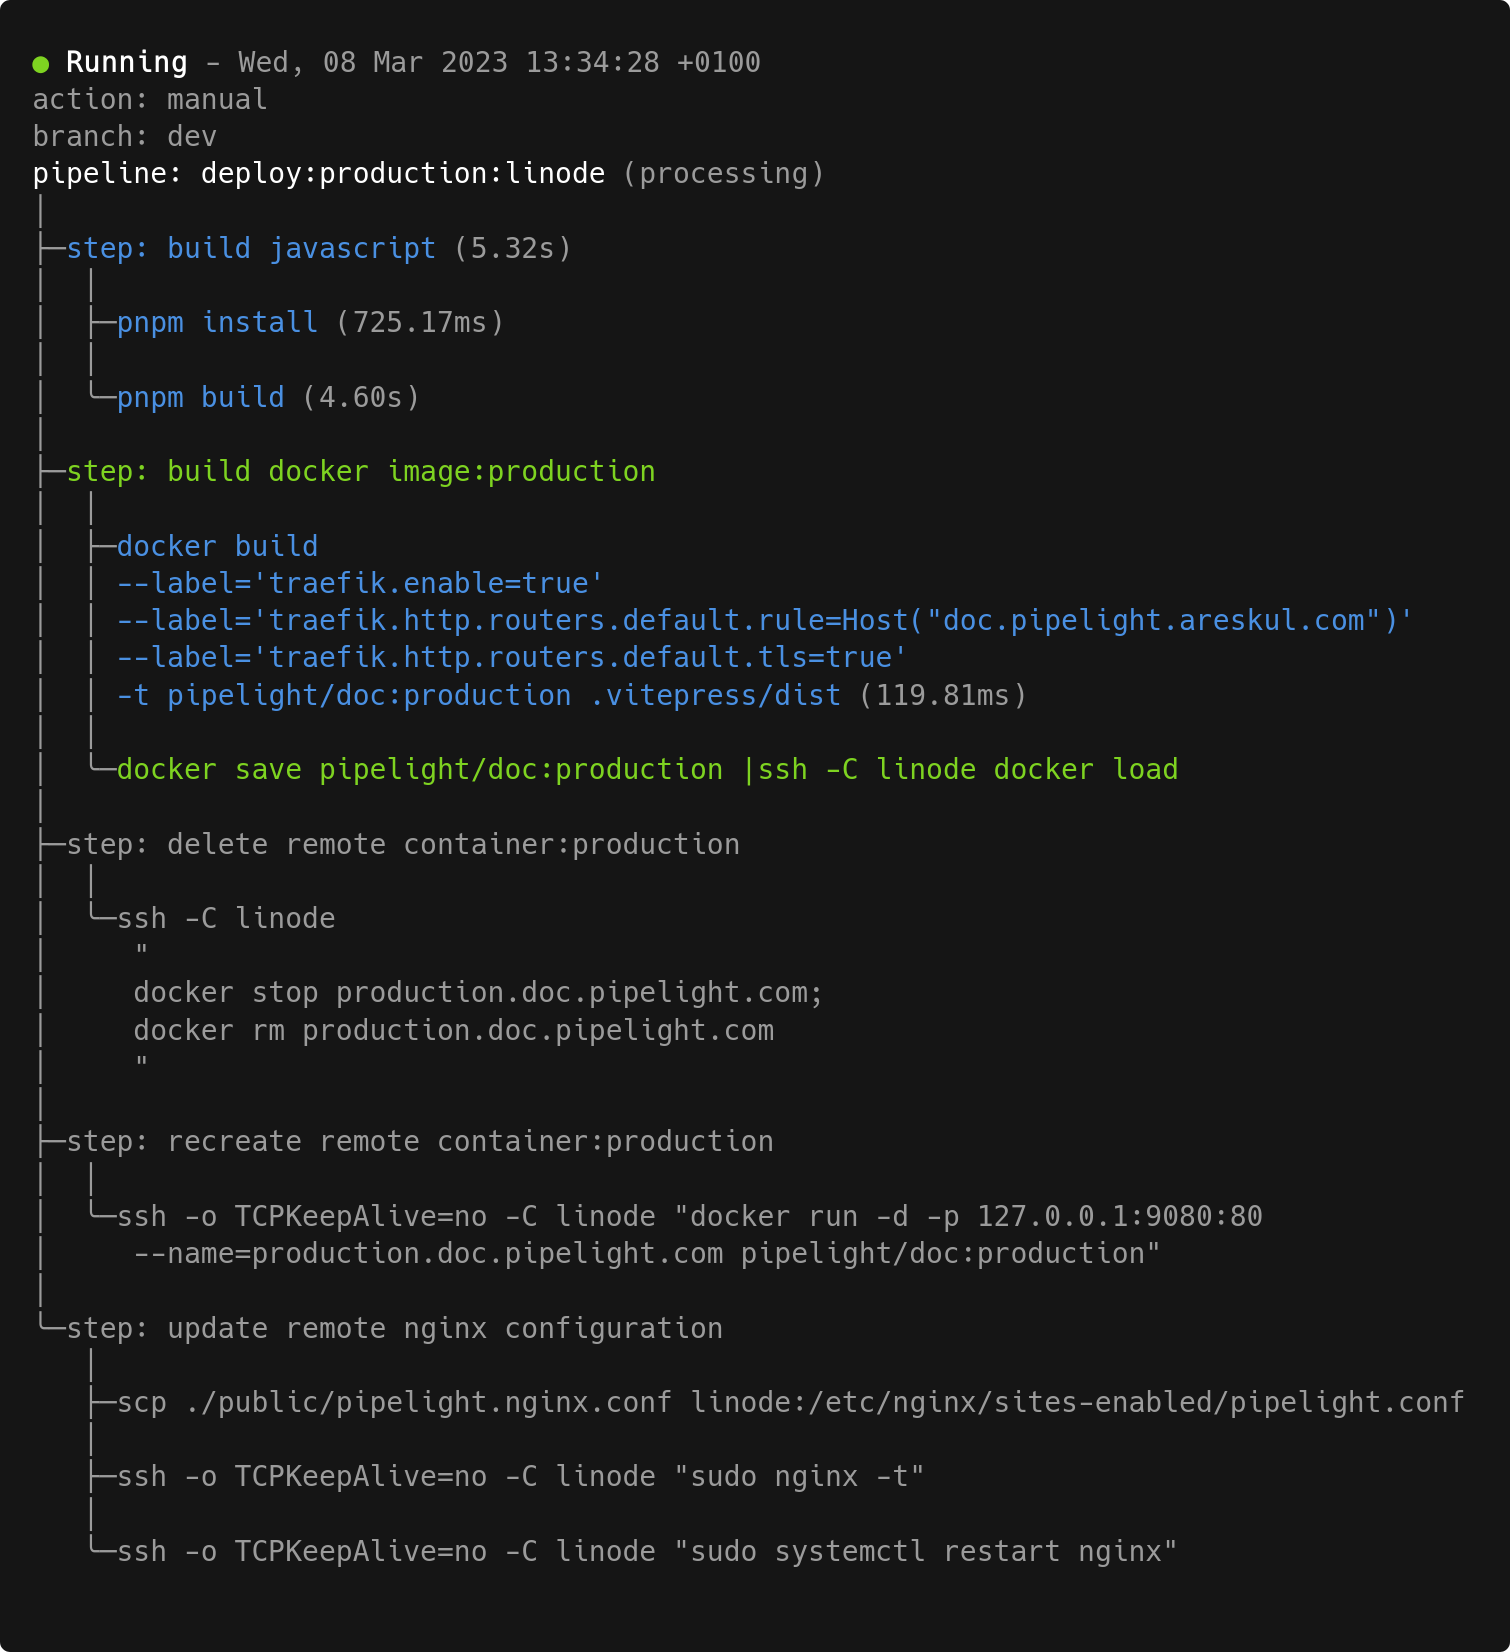 ● Running - Wed, 08 Mar 2023 13:34:28 +0100
action: manual
branch: dev
pipeline: deploy:production:linode (processing)
│
├─step: build javascript (5.32s)
│  │
│  ├─pnpm install (725.17ms)
│  │
│  ╰─pnpm build (4.60s)
│
├─step: build docker image:production
│  │
│  ├─docker build
│  │ --label='traefik.enable=true'
│  │ --label='traefik.http.routers.default.rule=Host("doc.pipelight.areskul.com")'
│  │ --label='traefik.http.routers.default.tls=true'
│  │ -t pipelight/doc:production .vitepress/dist (119.81ms)
│  │
│  ╰─docker save pipelight/doc:production |ssh -C linode docker load
│
├─step: delete remote container:production
│  │
│  ╰─ssh -C linode
│     "
│     docker stop production.doc.pipelight.com;
│     docker rm production.doc.pipelight.com
│     "
│
├─step: recreate remote container:production
│  │
│  ╰─ssh -o TCPKeepAlive=no -C linode "docker run -d -p 127.0.0.1:9080:80
│     --name=production.doc.pipelight.com pipelight/doc:production"
│
╰─step: update remote nginx configuration
   │
   ├─scp ./public/pipelight.nginx.conf linode:/etc/nginx/sites-enabled/pipelight.conf
   │
   ├─ssh -o TCPKeepAlive=no -C linode "sudo nginx -t"
   │
   ╰─ssh -o TCPKeepAlive=no -C linode "sudo systemctl restart nginx"